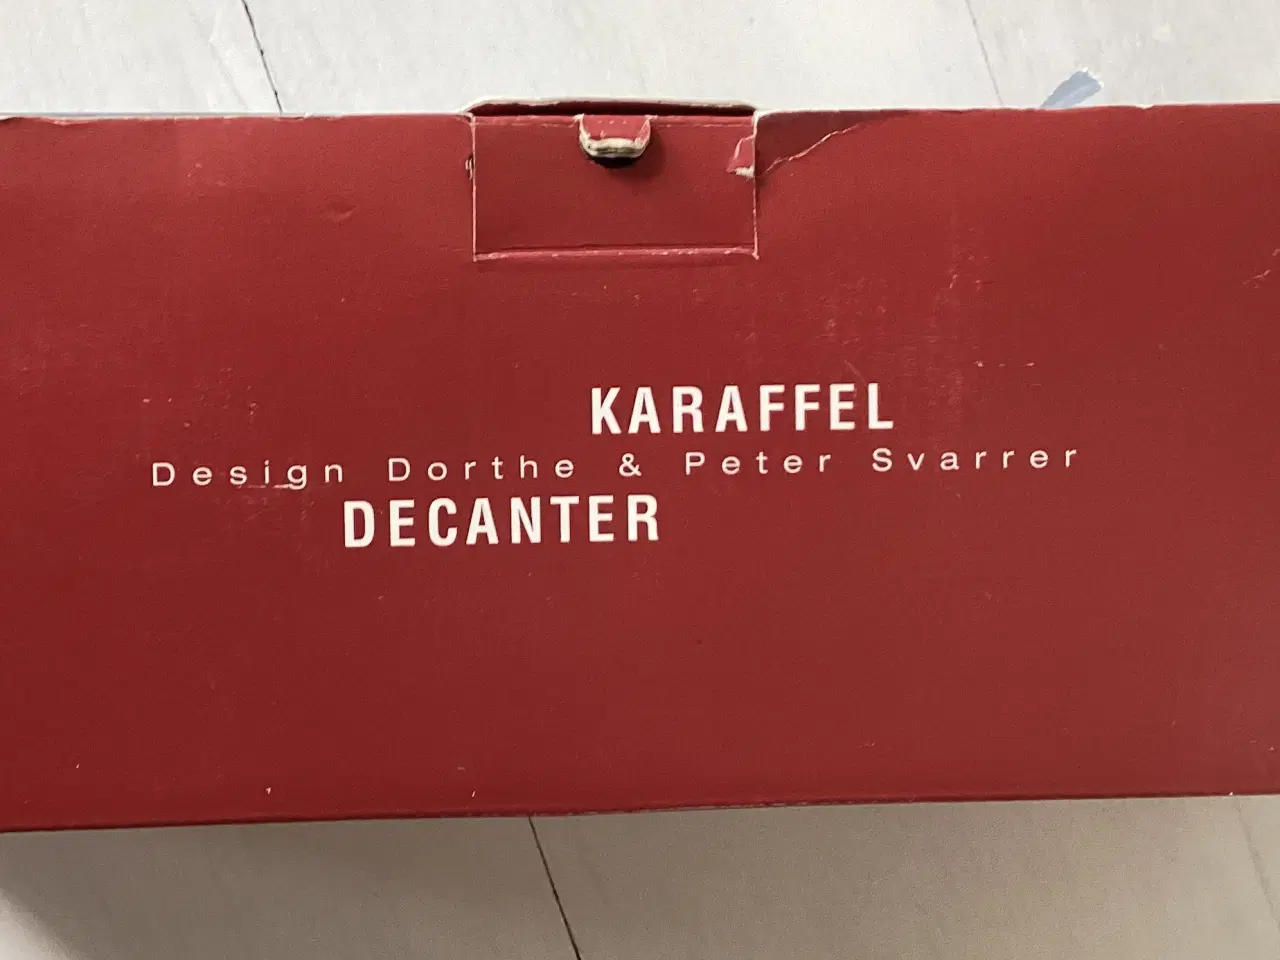 KARAFFEL
Design Dorthe & Peter Svarrer
DECANTER